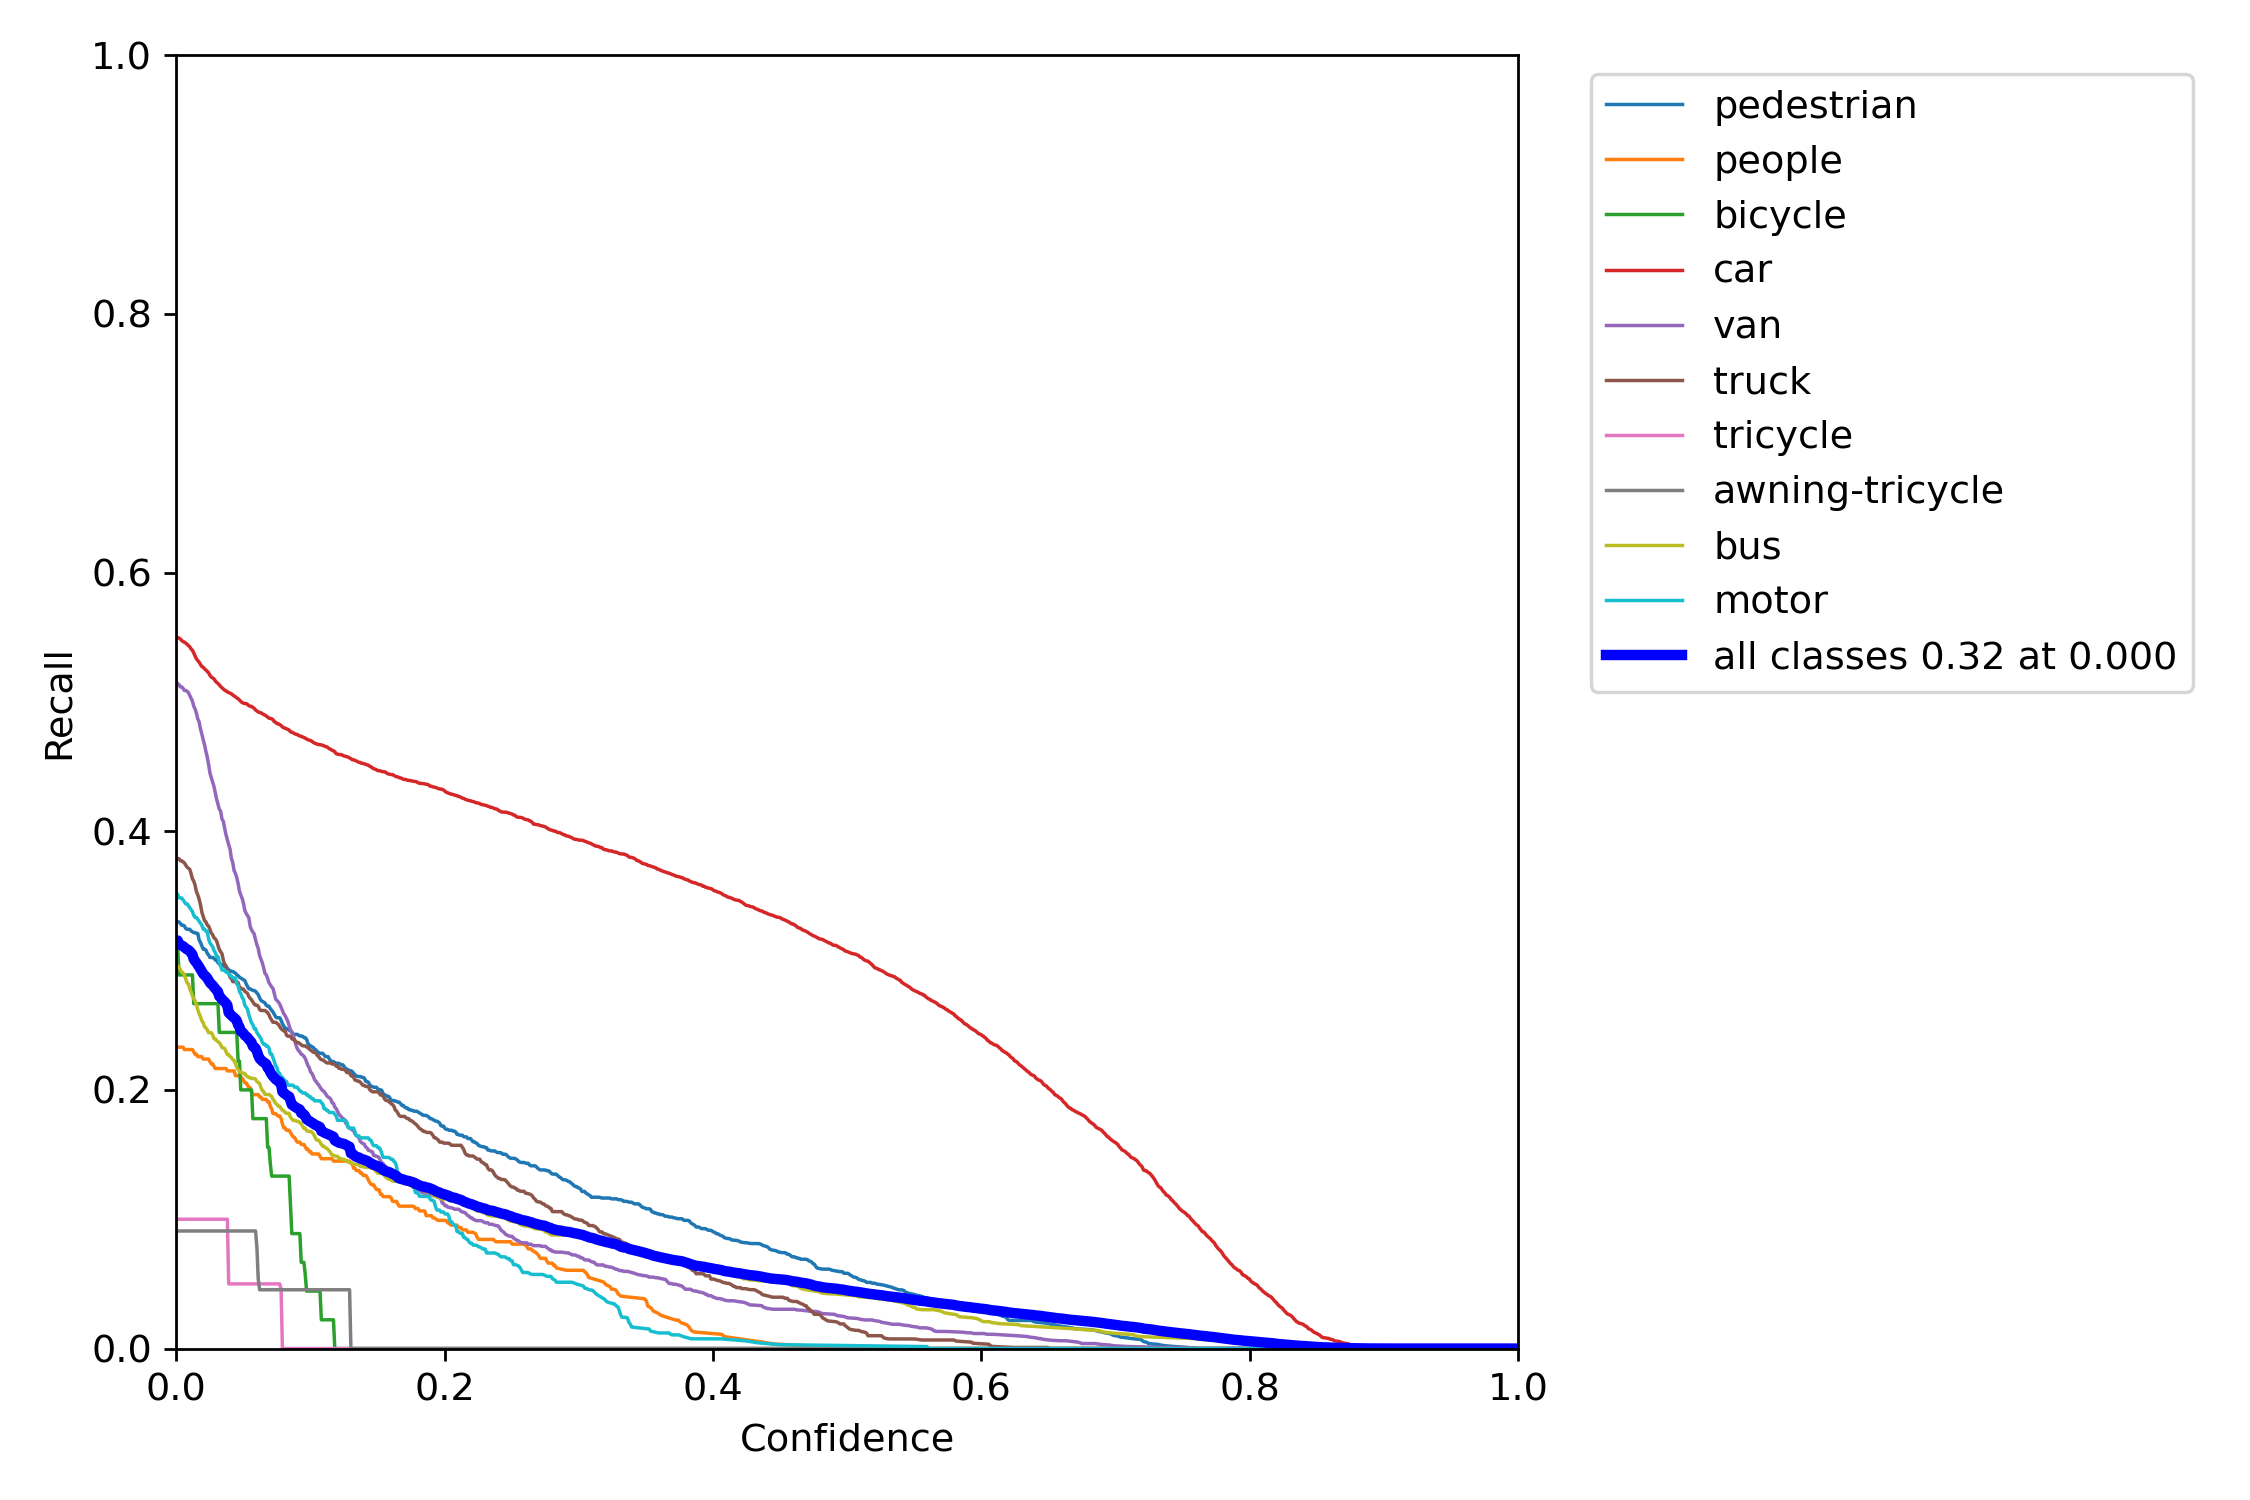 1.0
0.8
0.6
0.4
0.2
0.0
Recall
0.0 0.2 0.4 0.6 0.8 1.0
Confidence
pedestrian
people
bicycle
car
van
truck
tricycle
awning-tricycle
bus
motor
all classes 0.32 at 0.000